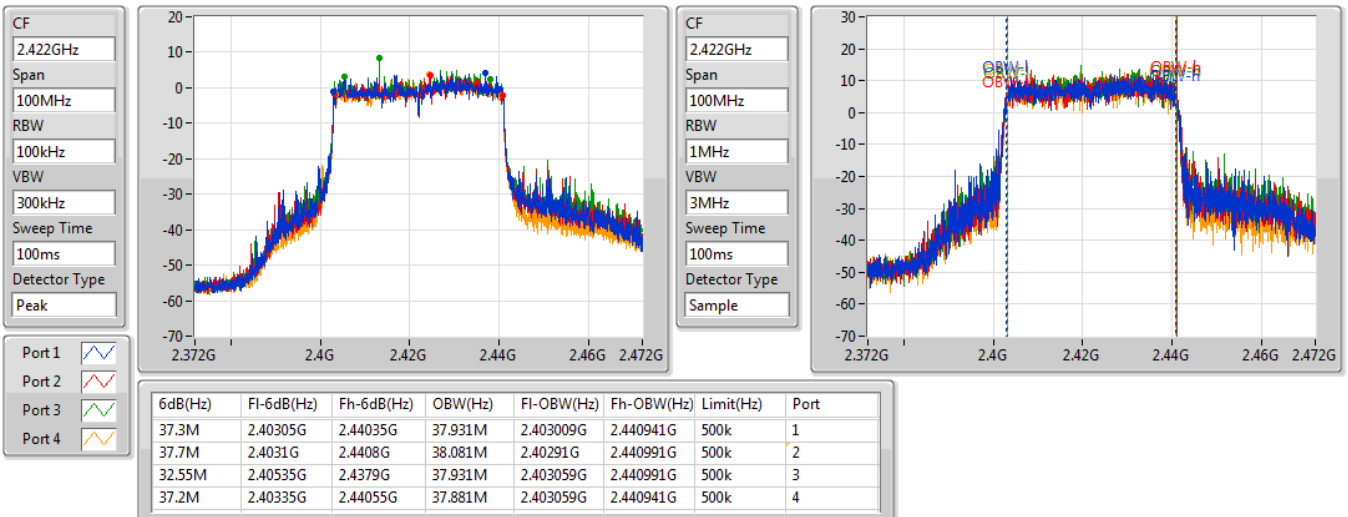 CF
2.422GHz
Span
100MHz
RBW
100kHz
VBW
300kHz
Sweep Time
100ms
Detector Type
Peak
20
10
0
-10
-20
-30
-40
-50
-60
-70
2.372G 2.4G 2.42G 2.44G 2.46G 2.472G
CF
2.422GHz
Span
100MHz
RBW
1MHz
VBW
3MHz
Sweep Time
100ms
Detector Type
Sample
30
20
10
0
-10
-20
-30
-40
-50
-60
-70
OBW-l OBW-h
2.372G 2.4G 2.42G 2.44G 2.46G 2.472G
Port 1
Port 2
Port 3
Port 4
6dB(Hz) Fl-6dB(Hz) Fh-6dB(Hz) OBW(Hz) Fl-OBW(Hz) Fh-OBW(Hz) Limit(Hz) Port
37.3M 2.40305G 2.44035G 37.931M 2.403009G 2.440941G 500k 1
37.7M 2.4031G 2.4408G 38.081M 2.40291G 2.440991G 500k 2
32.55M 2.40535G 2.4379G 37.931M 2.403059G 2.440991G 500k 3
37.2M 2.40335G 2.44055G 37.881M 2.403059G 2.440941G 500k 4